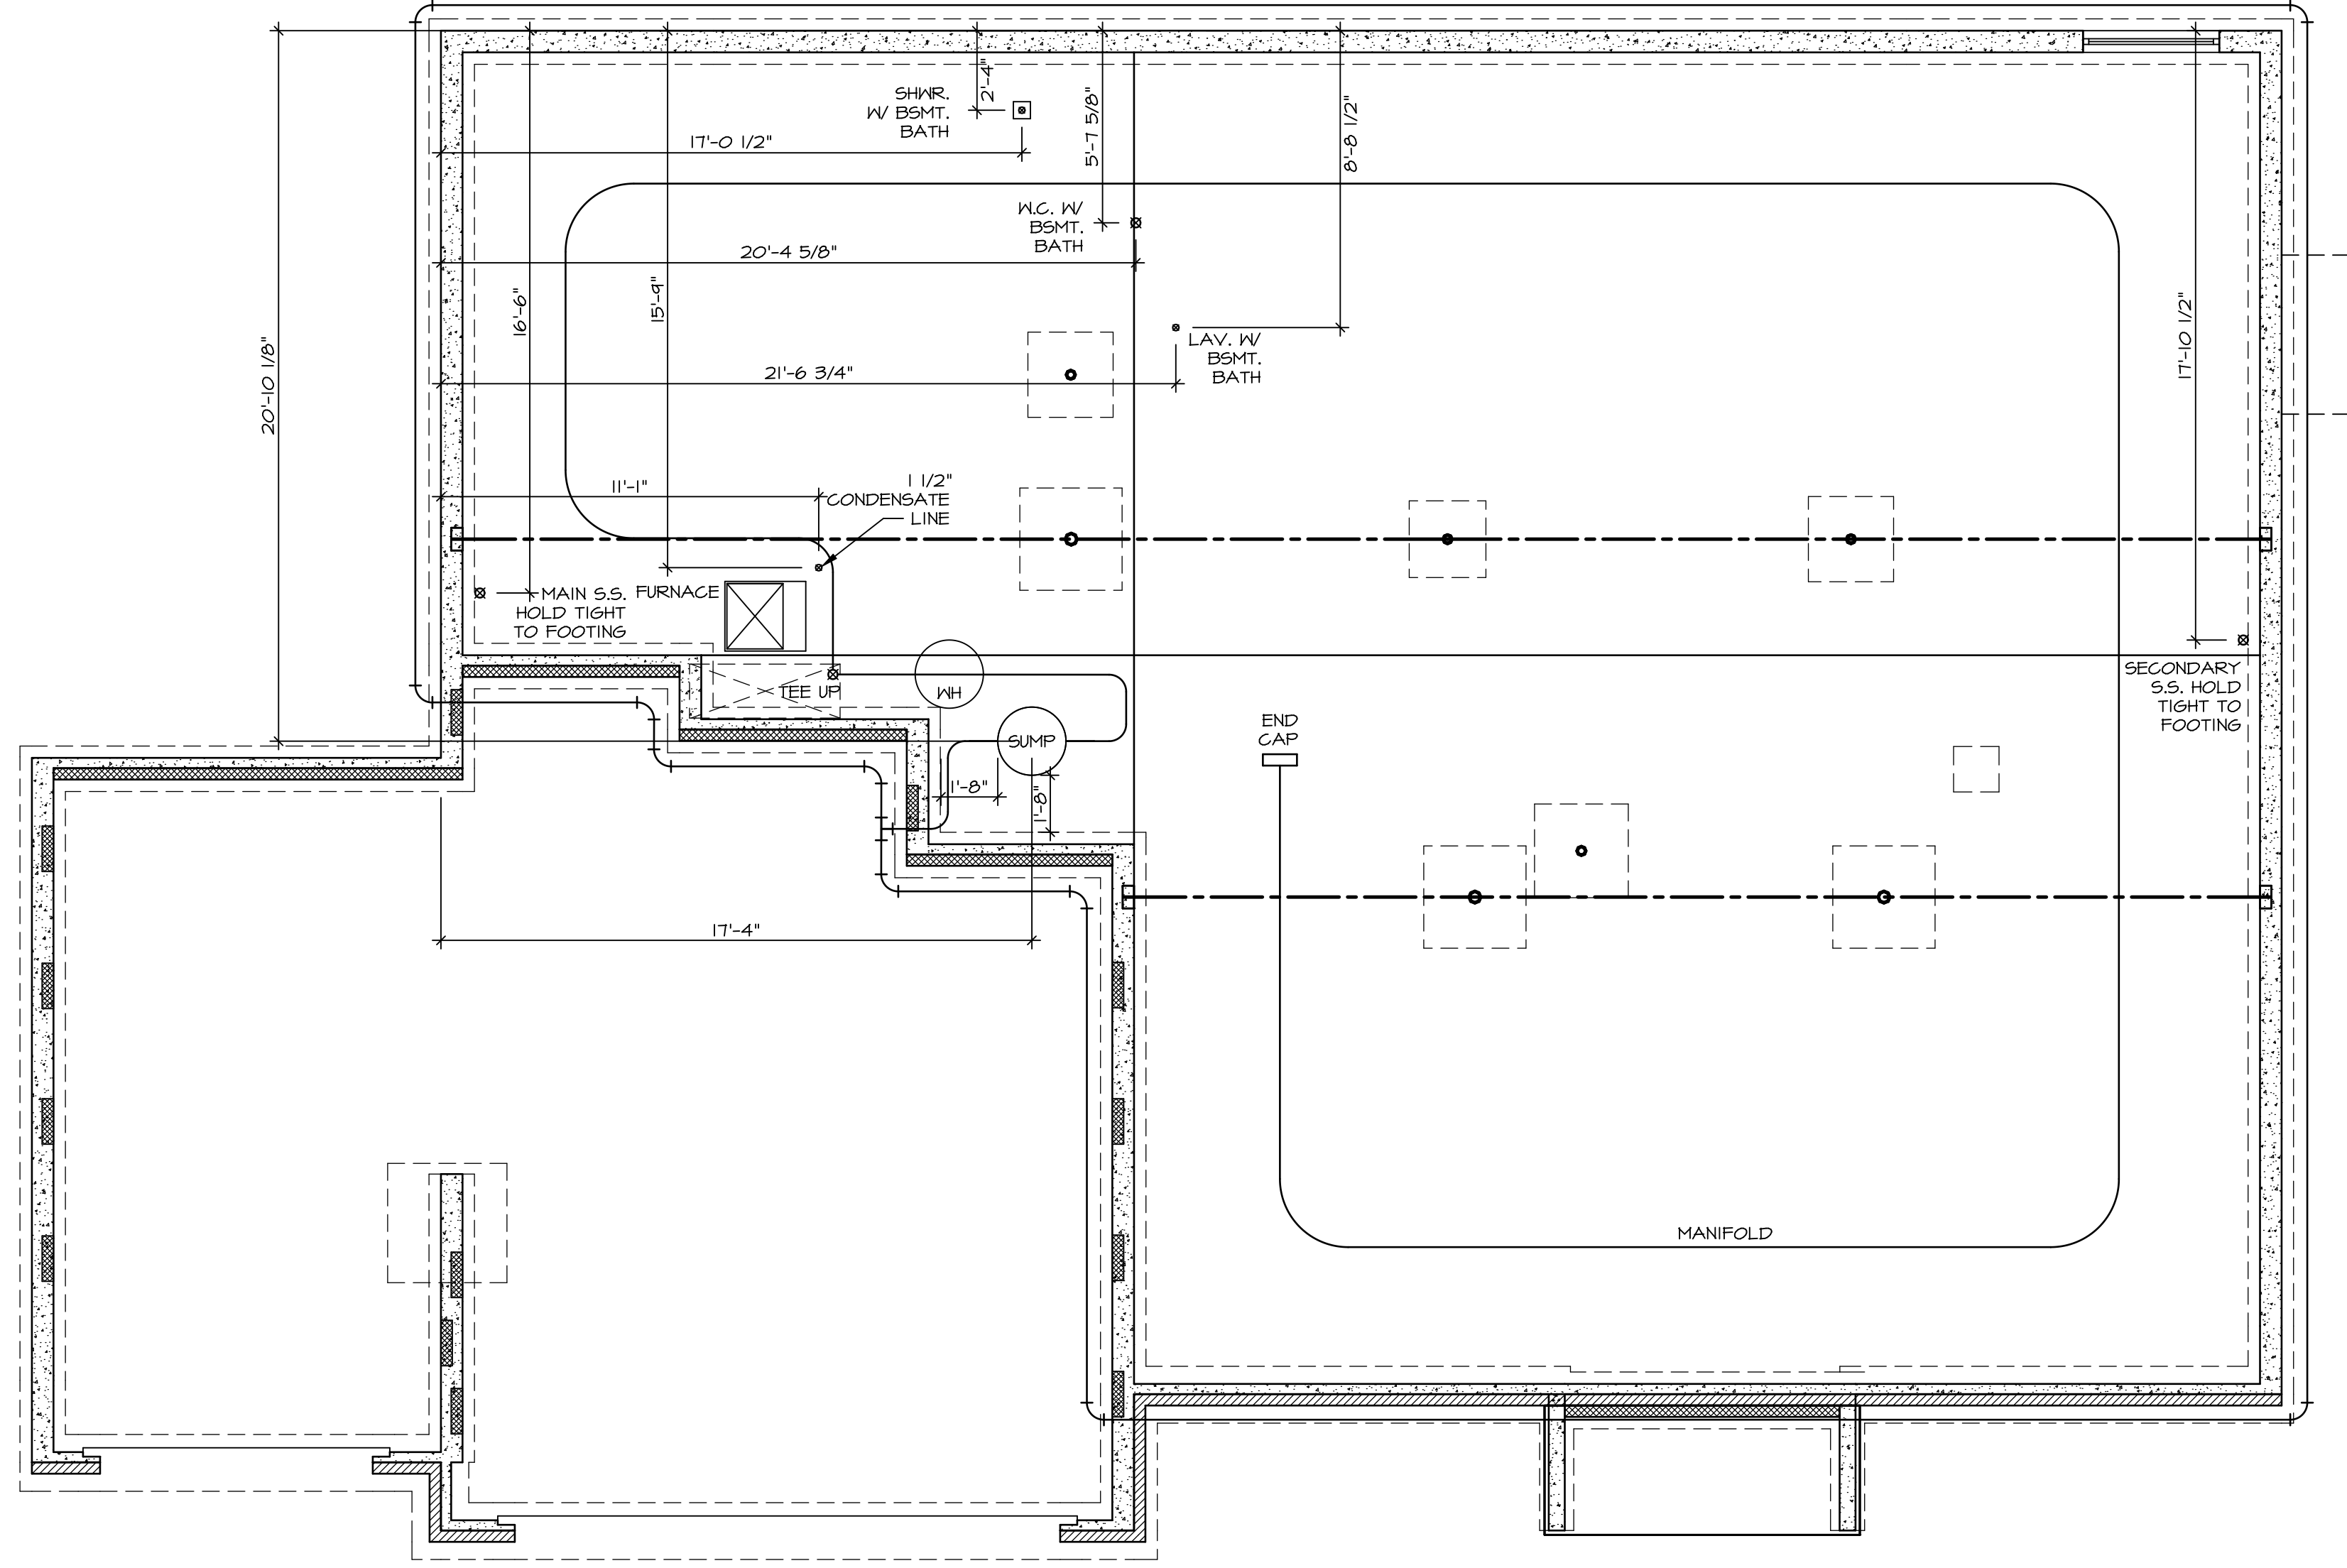 2'-4"
SHWR.
W/ BSMT.
BATH
17'-0 1/2"
5'-7 5/8"
8'-8 1/2"
W.C. W/
BSMT.
BATH
20'-4 5/8"
16'-6"
15'-9"
17'-10 1/2"
20'-10 1/8"
LAV. W/
BSMT.
BATH
21'-6 3/4"
11'-1"
1 1/2"
CONDENSATE
LINE
MAIN S.S.
HOLD TIGHT
TO FOOTING
FURNACE
TEE UP
WH
SECONDARY
S.S. HOLD
TIGHT TO
FOOTING
END
CAP
SUMP
1'-8"
1'-8"
17'-4"
MANIFOLD